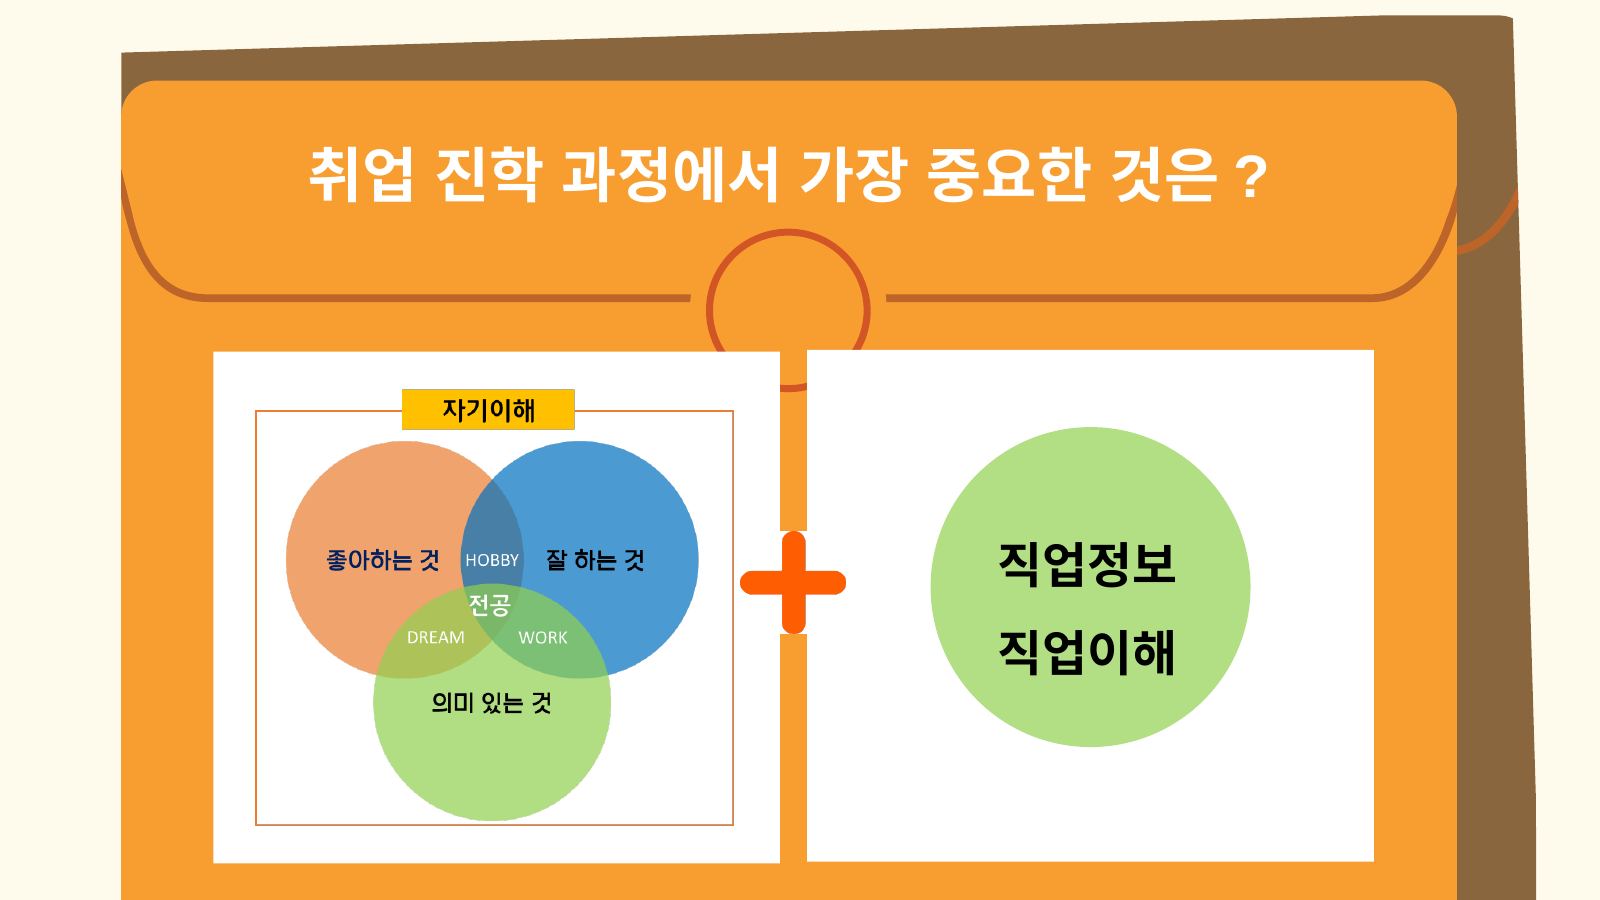 취업 진학 과정에서 가장 중요한 것은 ?
자기이해
좋아하는 것
HOBBY
잘 하는 것
전공
DREAM
WORK
의미 있는 것
직업정보
직업이해